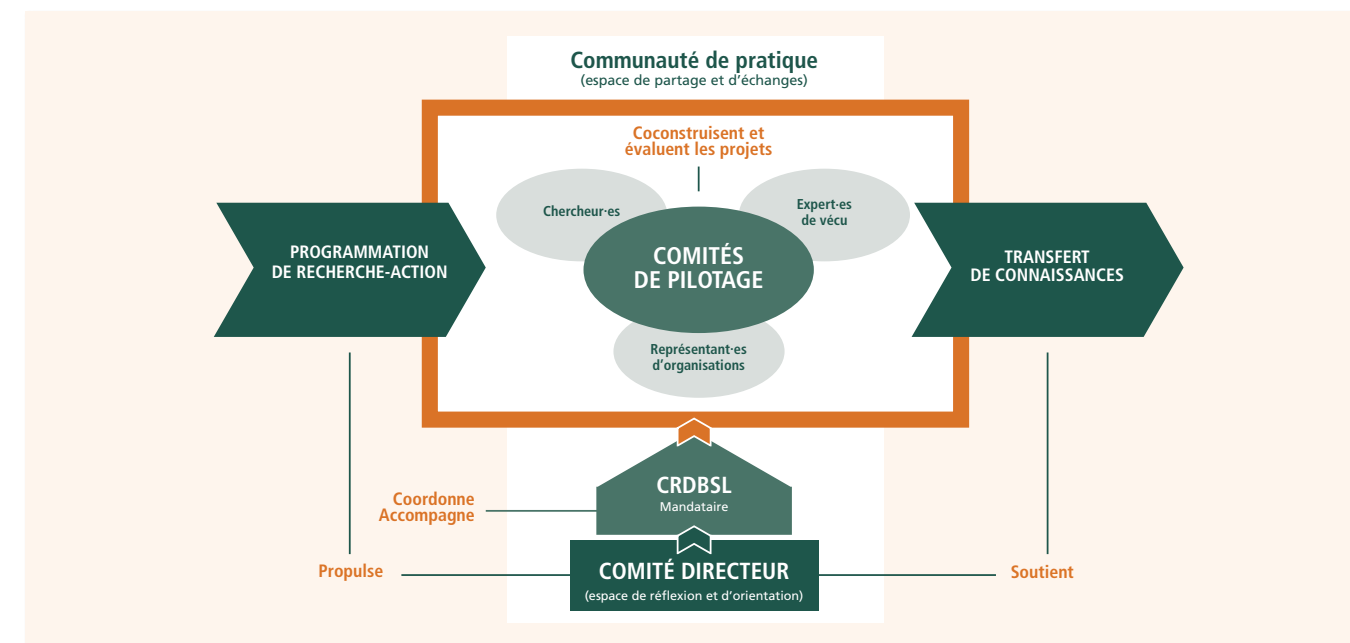 Communauté de pratique
(espace de partage et d'échanges)
Coconstruisent et
évaluent les projets
Chercheur·es
Expert·es
de vécu
PROGRAMMATION
DE RECHERCHE-ACTION
COMITÉS
DE PILOTAGE
TRANSFERT
DE CONNAISSANCES
Représentant·es
d'organisations
CRDBSL
Mandataire
Coordonne
Accompagne
Propulse
COMITÉ DIRECTEUR
(espace de réflexion et d'orientation)
Soutient